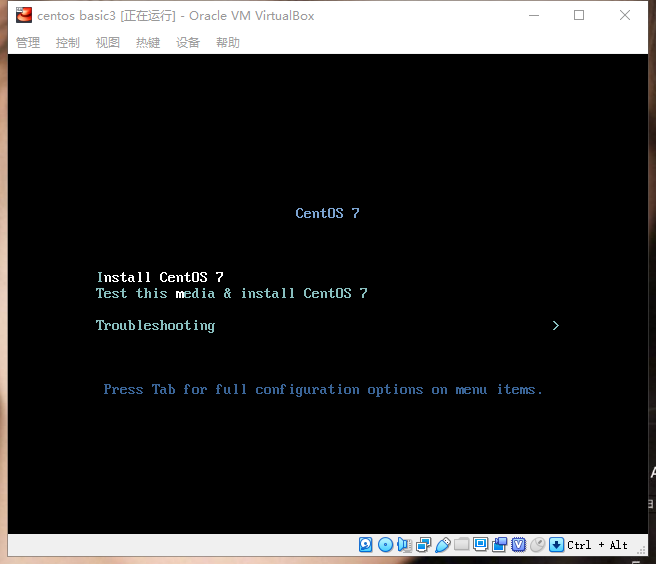 centos basic3 [正在运行] - Oracle VM VirtualBox
管理 控制 视图 热键 设备 帮助
CentOS 7
Install CentOS 7
Test this media & install CentOS 7
Troubleshooting >
Press Tab for full configuration options on menu items.
Ctrl + Alt